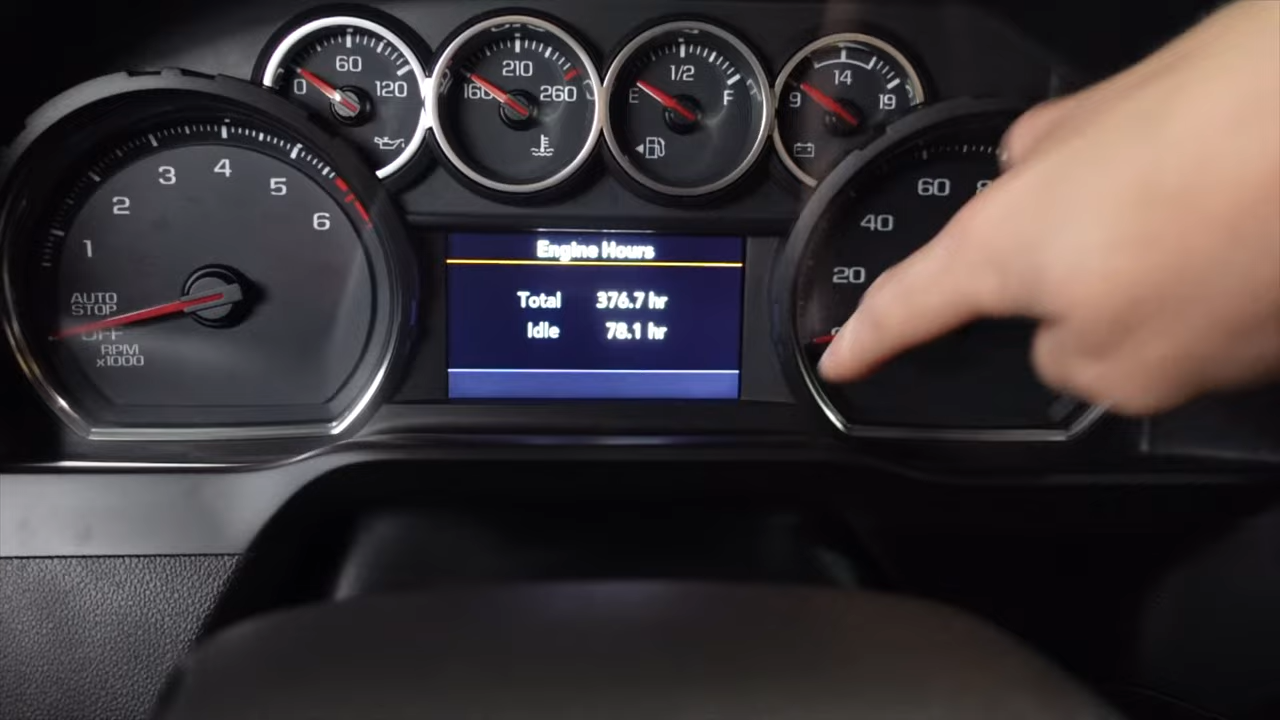 60
0 120
210
160 260
1/2
E F
14
9 19
1 2 3 4 5 6
AUTO
STOP
OFF
RPM
x1000
Engine Hours
Total 376.7 hr
Idle 78.1 hr
60
40
20